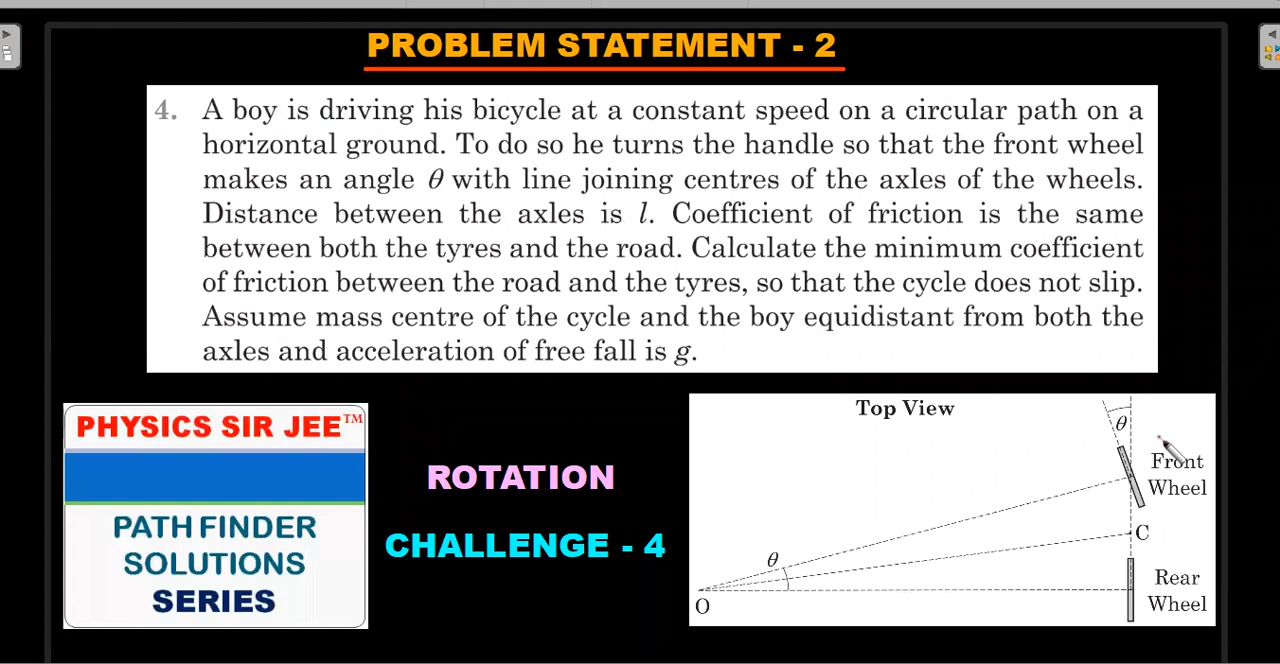 PROBLEM STATEMENT - 2
4. A boy is driving his bicycle at a constant speed on a circular path on a
horizontal ground. To do so he turns the handle so that the front wheel
makes an angle θ with line joining centres of the axles of the wheels.
Distance between the axles is l. Coefficient of friction is the same
between both the tyres and the road. Calculate the minimum coefficient
of friction between the road and the tyres, so that the cycle does not slip.
Assume mass centre of the cycle and the boy equidistant from both the
axles and acceleration of free fall is g.
PHYSICS SIR JEE™
PATH FINDER
SOLUTIONS
SERIES
ROTATION
CHALLENGE - 4
Top View
θ
Front
Wheel
C
θ
Rear
Wheel
O